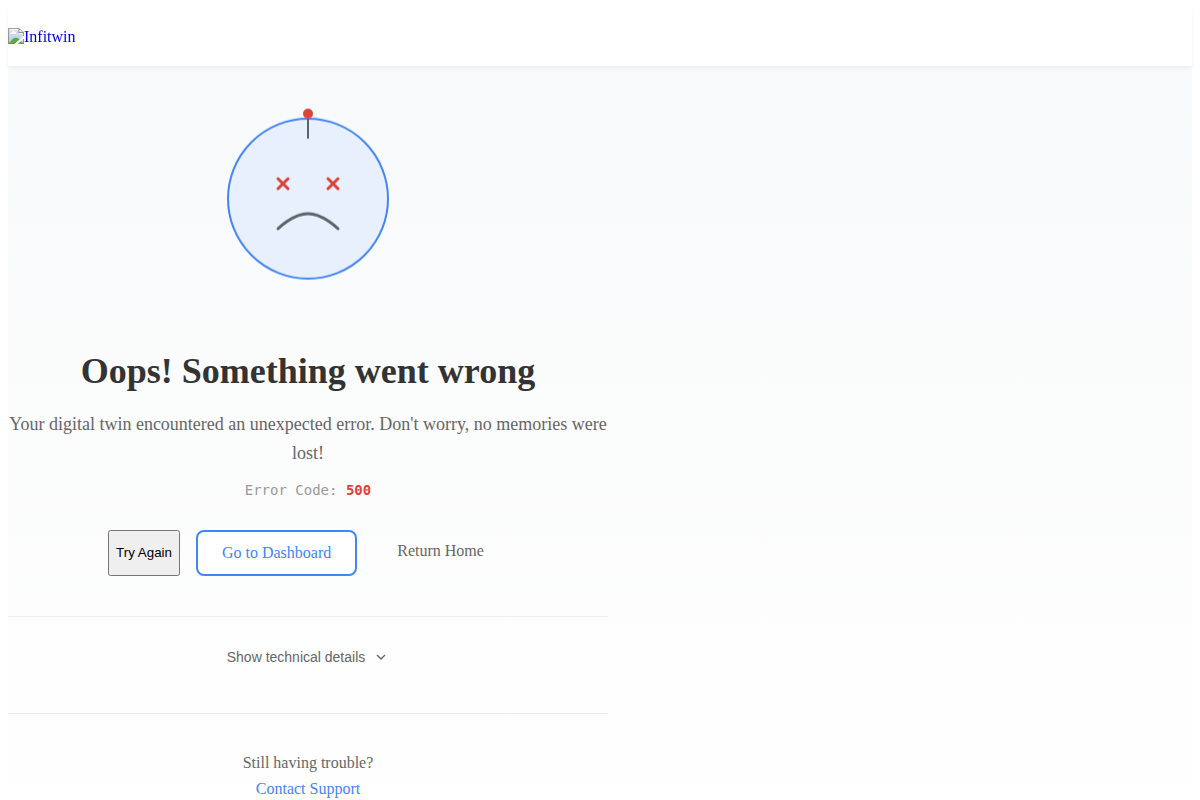 Infitwin
Oops! Something went wrong
Your digital twin encountered an unexpected error. Don't worry, no memories were
lost!
Error Code: 500
Try Again
Go to Dashboard
Return Home
Show technical details
Still having trouble?
Contact Support